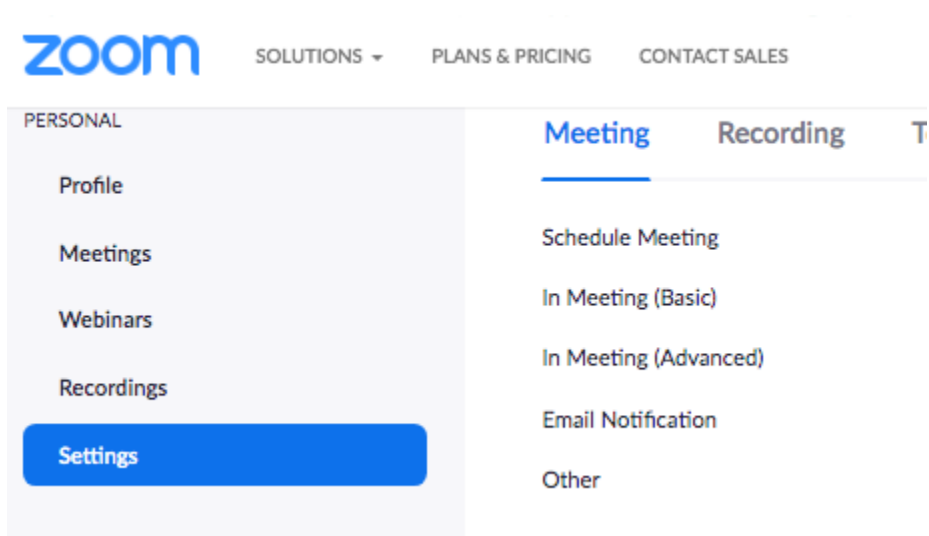 zoom SOLUTIONS PLANS & PRICING CONTACT SALES
PERSONAL
Profile
Meetings
Webinars
Recordings
Settings
Meeting Recording
Schedule Meeting
In Meeting (Basic)
In Meeting (Advanced)
Email Notification
Other